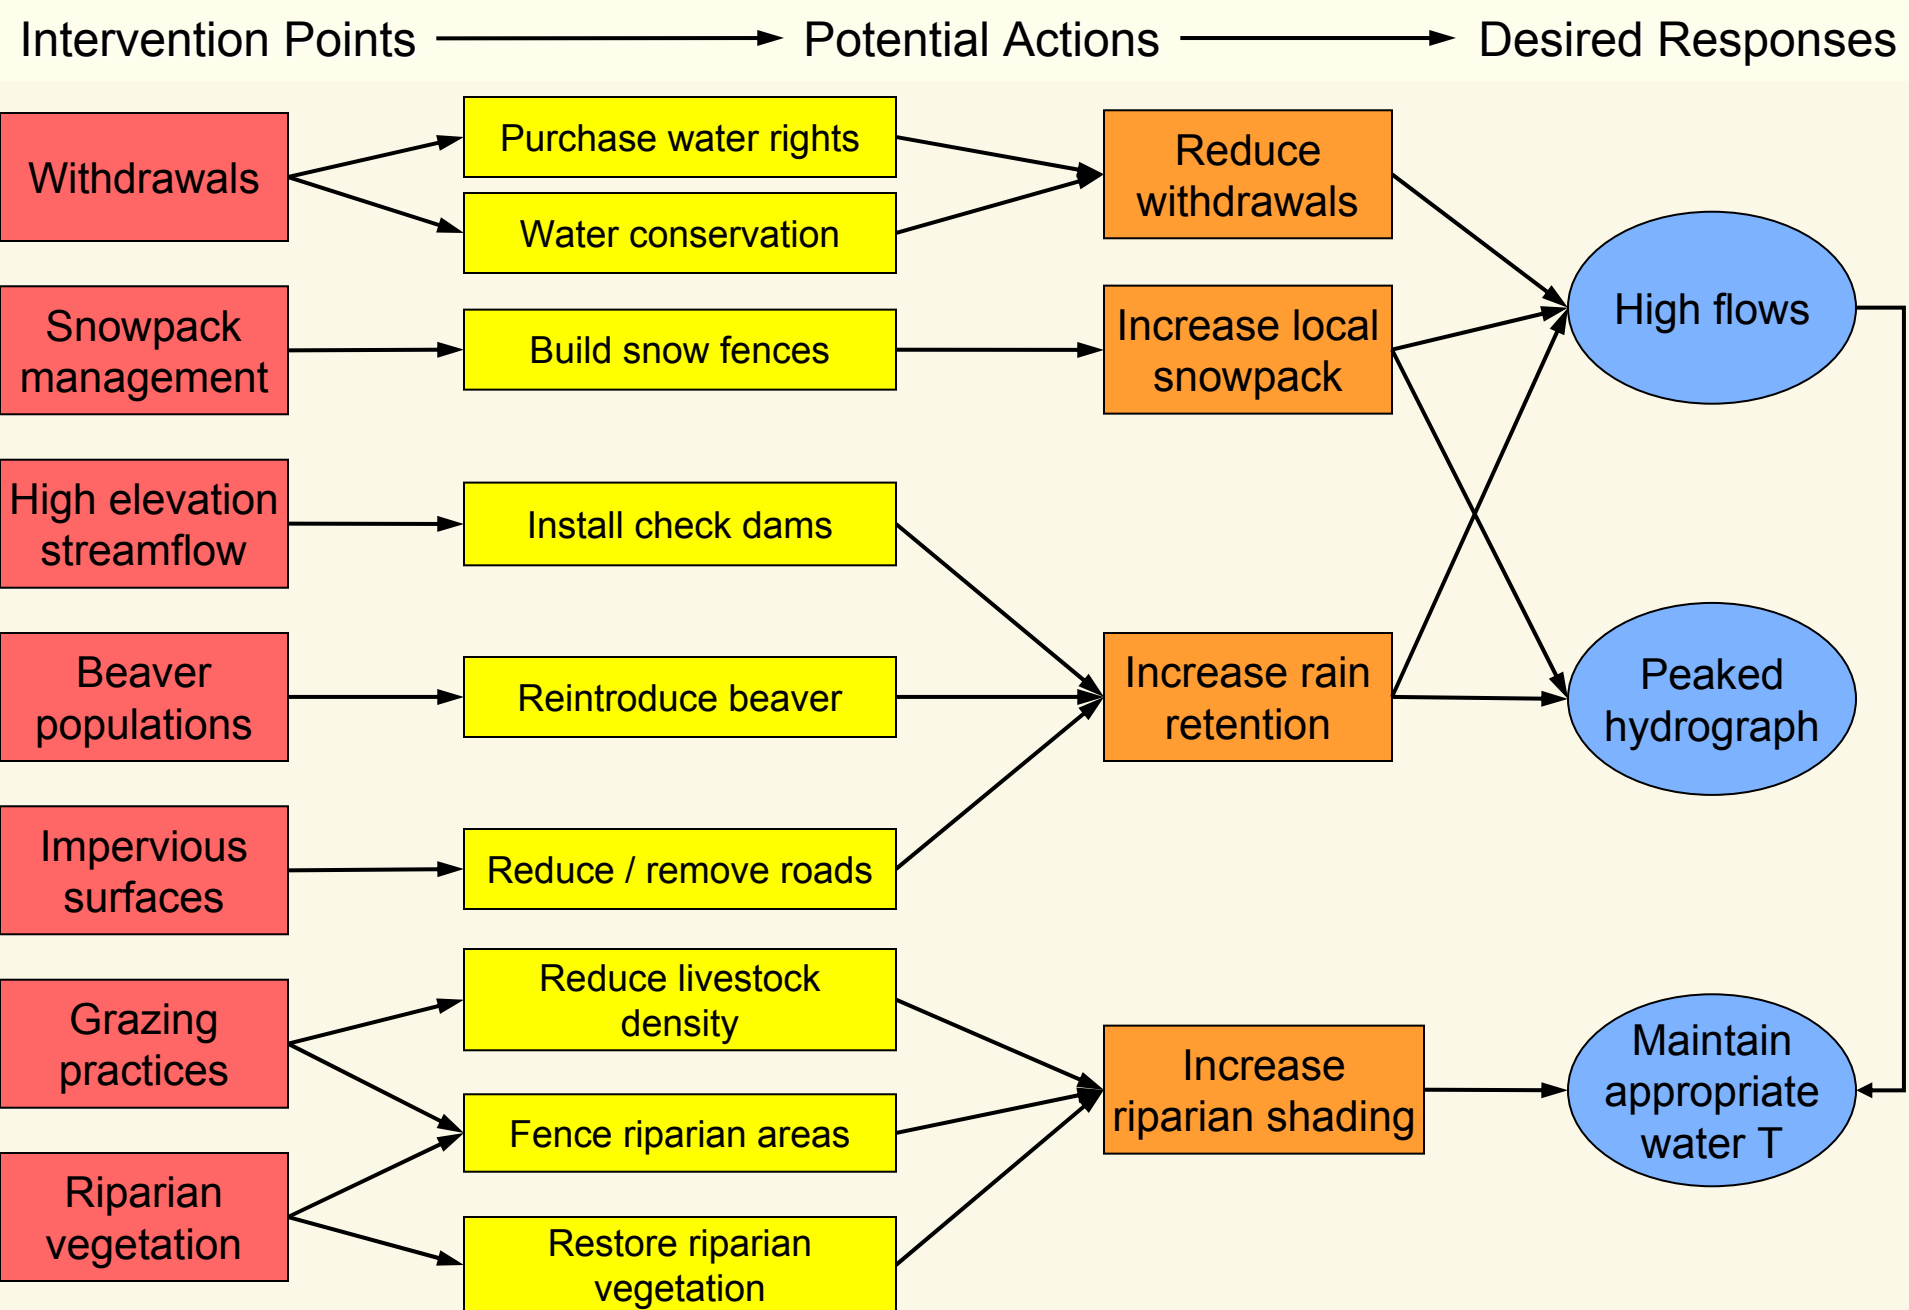 Intervention Points
Potential Actions
Desired Responses
Withdrawals
Purchase water rights
Water conservation
Reduce
withdrawals
High flows
Snowpack
management
Build snow fences
Increase local
snowpack
High elevation
streamflow
Install check dams
Beaver
populations
Reintroduce beaver
Increase rain
retention
Peaked
hydrograph
Impervious
surfaces
Reduce / remove roads
Grazing
practices
Reduce livestock
density
Fence riparian areas
Increase
riparian shading
Maintain
appropriate
water T
Riparian
vegetation
Restore riparian
vegetation